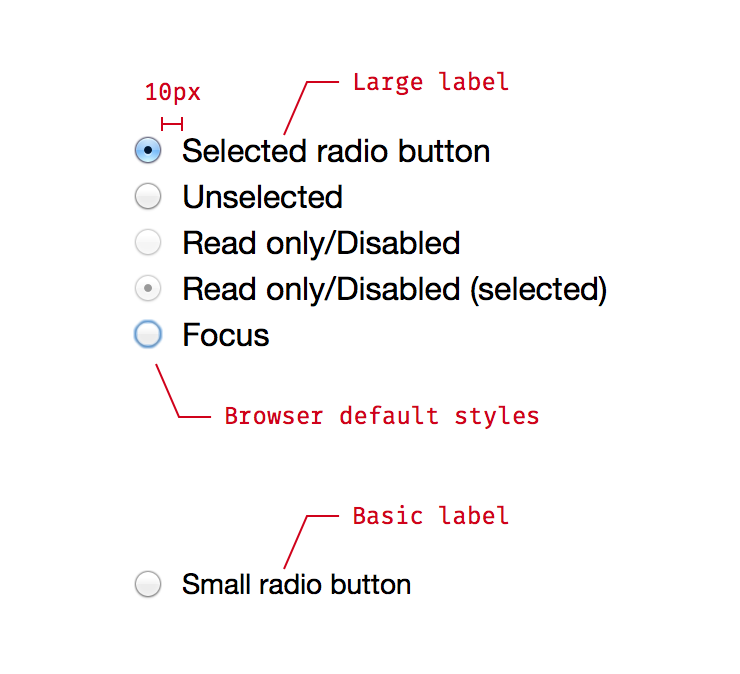 Large label
10px
Selected radio button
Unselected
Read only/Disabled
Read only/Disabled (selected)
Focus
Browser default styles
Basic label
Small radio button